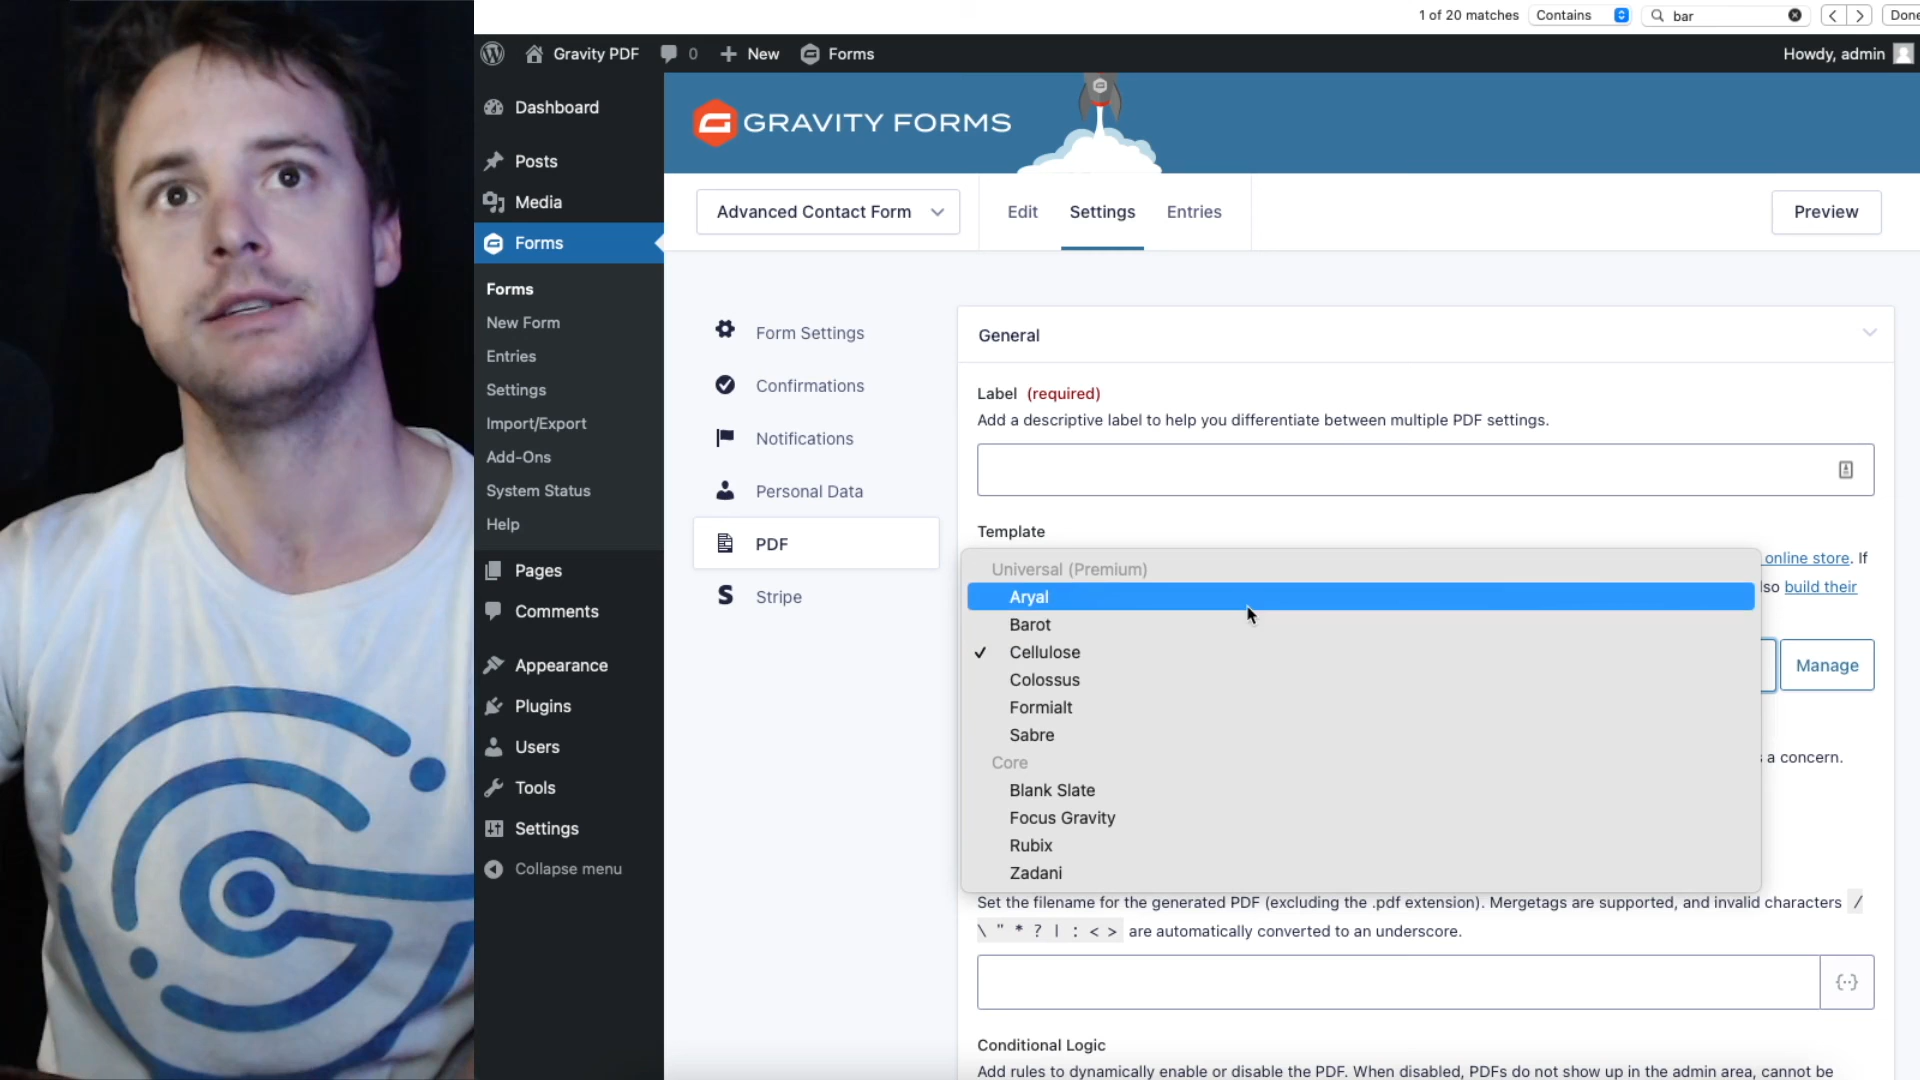 1 of 20 matches
Contains
bar
Done
Gravity PDF
0
New
Forms
Howdy, admin
Dashboard
Posts
Media
Forms
Forms
New Form
Entries
Settings
Import/Export
Add-Ons
System Status
Help
Pages
Comments
Appearance
Plugins
Users
Tools
Settings
Collapse menu
GRAVITY FORMS
Advanced Contact Form
Edit
Settings
Entries
Preview
Form Settings
Confirmations
Notifications
Personal Data
PDF
Stripe
General
Label (required)
Add a descriptive label to help you differentiate between multiple PDF settings.
Template
online store. If
so build their
Universal (Premium)
Aryal
Barot
✓ Cellulose
Colossus
Formialt
Sabre
Core
Blank Slate
Focus Gravity
Rubix
Zadani
Manage
a concern.
Set the filename for the generated PDF (excluding the .pdf extension). Mergetags are supported, and invalid characters /
\ " * ? | : < > are automatically converted to an underscore.
{··}
Conditional Logic
Add rules to dynamically enable or disable the PDF. When disabled, PDFs do not show up in the admin area, cannot be